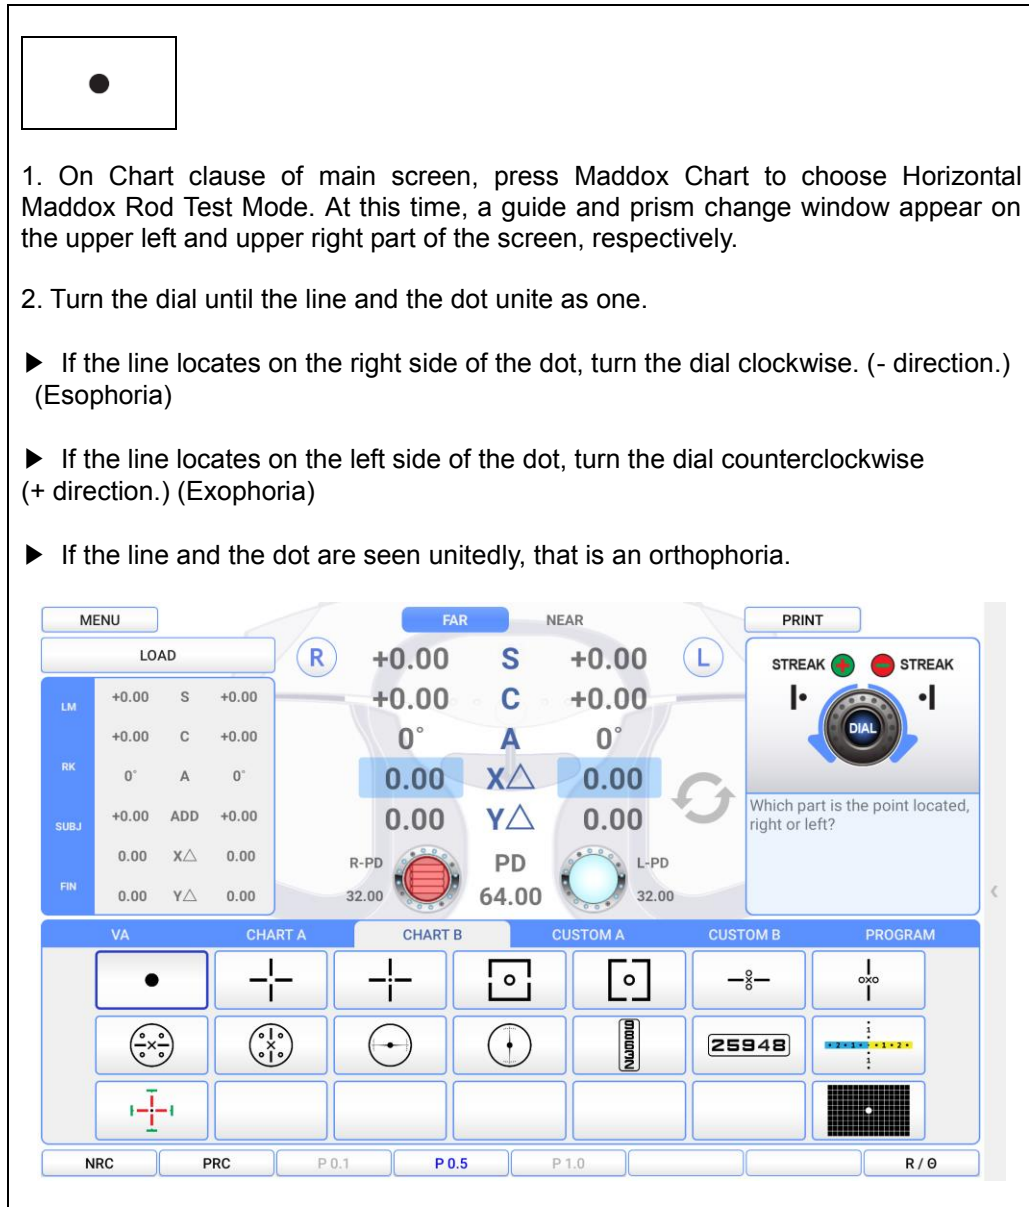 1. On Chart clause of main screen, press Maddox Chart to choose Horizontal
Maddox Rod Test Mode. At this time, a guide and prism change window appear on
the upper left and upper right part of the screen, respectively.
2. Turn the dial until the line and the dot unite as one.
▶ If the line locates on the right side of the dot, turn the dial clockwise. (- direction.)
(Esophoria)
▶ If the line locates on the left side of the dot, turn the dial counterclockwise
(+ direction.) (Exophoria)
▶ If the line and the dot are seen unitedly, that is an orthophoria.
MENU FAR NEAR PRINT
LOAD R +0.00 S +0.00 L STREAK + - STREAK
LM +0.00 S +0.00 +0.00 C +0.00
+0.00 C +0.00 0° A 0° DIAL
RK 0° A 0° 0.00 X△ 0.00
SUBJ +0.00 ADD +0.00 0.00 Y△ 0.00
Which part is the point located,
right or left?
0.00 X△ 0.00 R-PD PD L-PD
FIN 0.00 Y△ 0.00 32.00 64.00 32.00
VA CHART A CHART B CUSTOM A CUSTOM B PROGRAM
oxo
25948
2 1 1 2
1
1
NRC PRC P 0.1 P 0.5 P 1.0 R / Θ